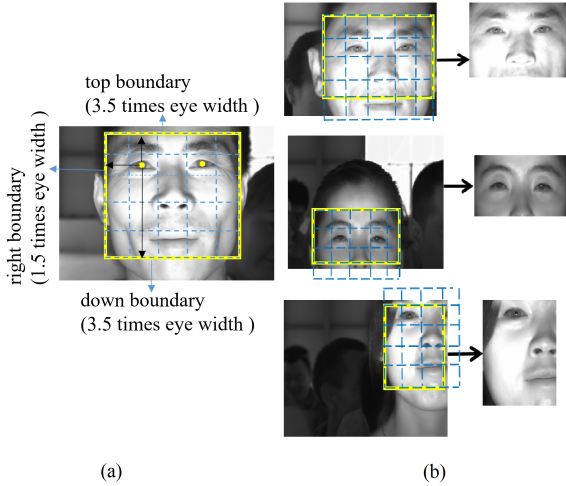 top boundary
(3.5 times eye width )
right boundary
(1.5 times eye width )
down boundary
(3.5 times eye width )
(a)
(b)